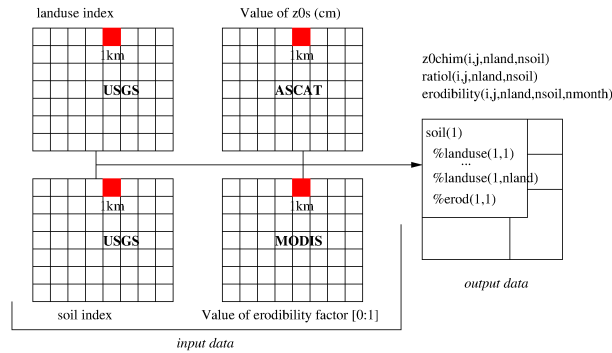 landuse index
Value of z0s (cm)
1km
1km
USGS
ASCAT
z0chim(i,j,nland,nsoil)
ratiol(i,j,nland,nsoil)
erodibility(i,j,nland,nsoil,nmonth)
soil(1)
%landuse(1,1)
...
%landuse(1,nland)
%erod(1,1)
1km
1km
USGS
MODIS
output data
soil index
Value of erodibility factor [0:1]
input data